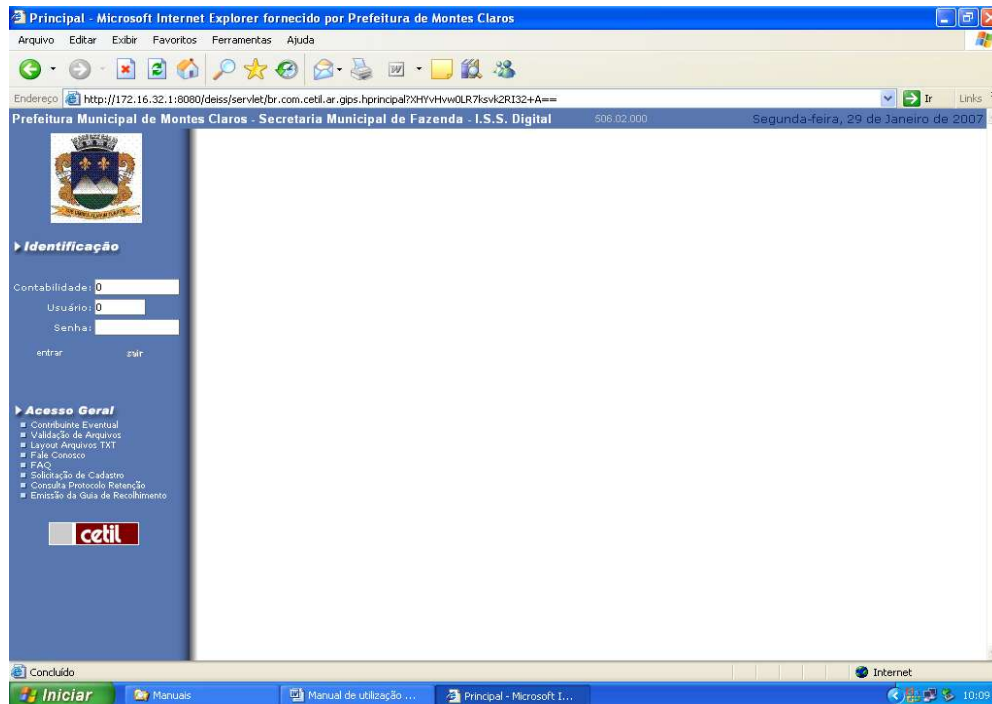 Principal - Microsoft Internet Explorer fornecido por Prefeitura de Montes Claros
Arquivo Editar Exibir Favoritos Ferramentas Ajuda
Endereço http://172.16.32.1:8080/deiss/servlet/br.com.cetil.ar.gips.hprincipal?XHYvHvw0LR7ksvk2RI32+A== Ir Links
Prefeitura Municipal de Montes Claros - Secretaria Municipal de Fazenda - I.S.S. Digital 506.02.000 Segunda-feira, 29 de Janeiro de 2007
Identificação
Contabilidade: 0
Usuário: 0
Senha:
entrar sair
Acesso Geral
Contribuinte Eventual
Validação de Arquivos
Layout Arquivos TXT
Fale Conosco
FAQ
Solicitação de Cadastro
Consulta Protocolo Retenção
Emissão da Guia de Recolhimento
cetil
Concluído Internet
Iniciar Manuais Manual de utilização ... Principal - Microsoft I... 10:09